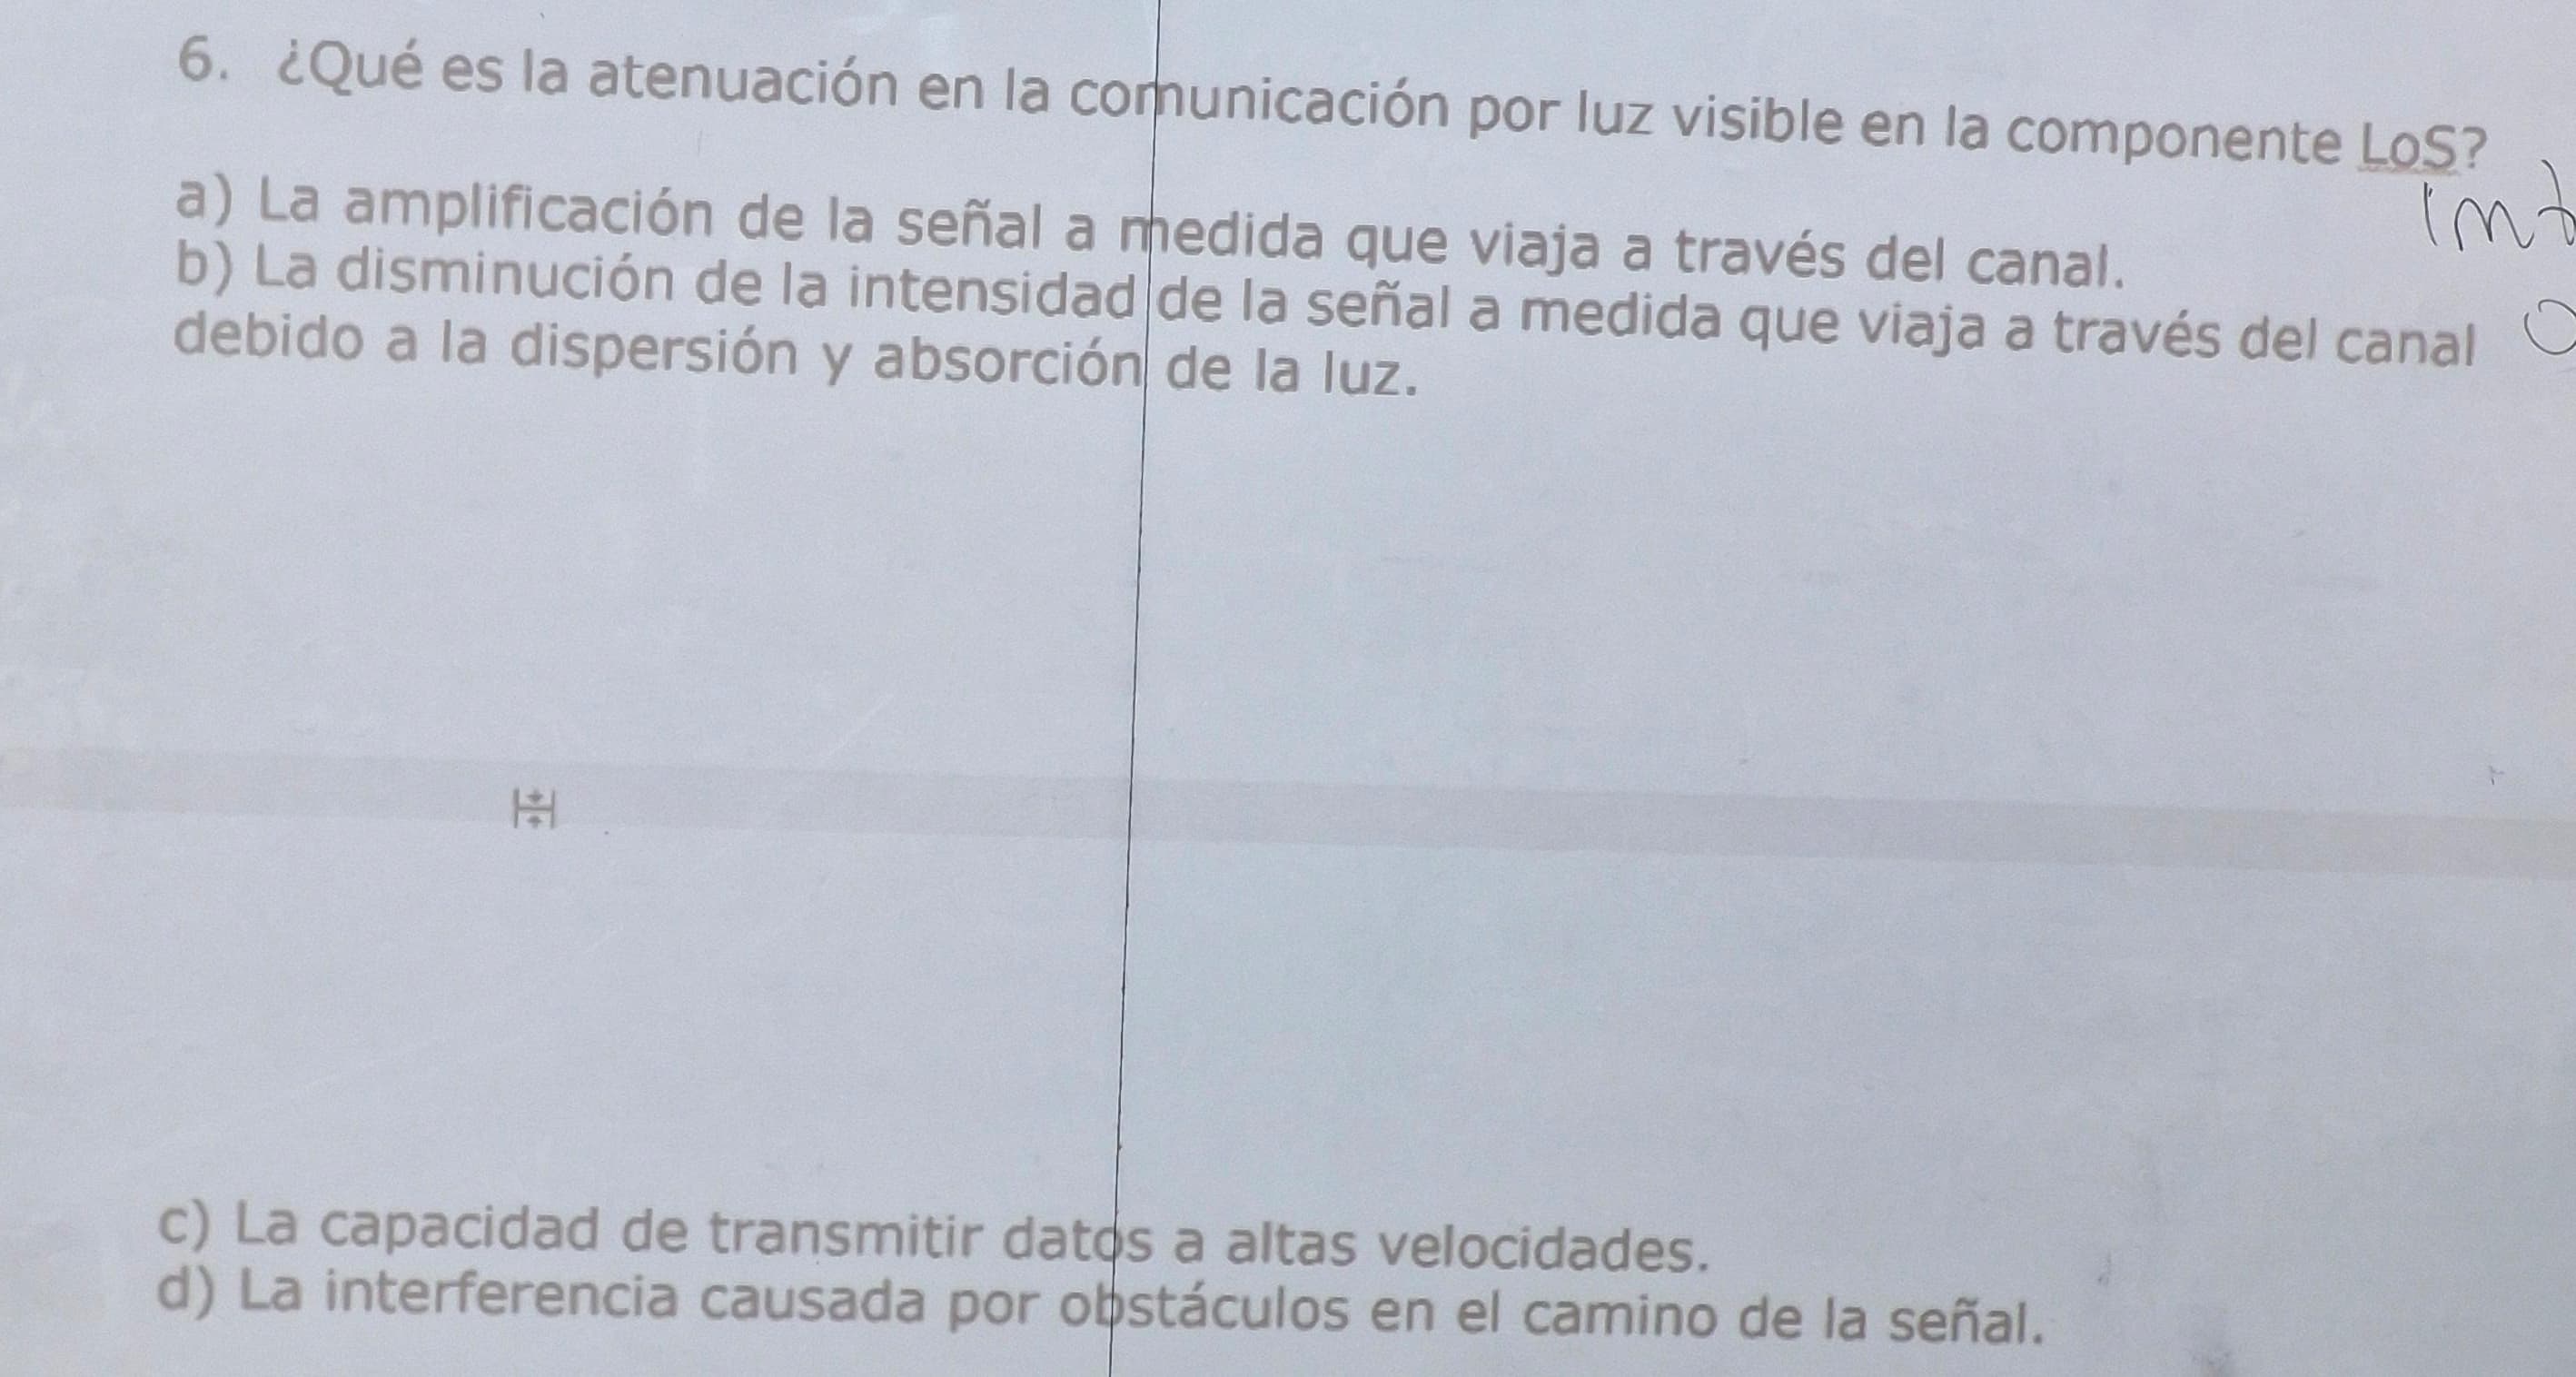 6. ¿Qué es la atenuación en la comunicación por luz visible en la componente LoS?
a) La amplificación de la señal a medida que viaja a través del canal.
b) La disminución de la intensidad de la señal a medida que viaja a través del canal
debido a la dispersión y absorción de la luz.
c) La capacidad de transmitir datos a altas velocidades.
d) La interferencia causada por obstáculos en el camino de la señal.